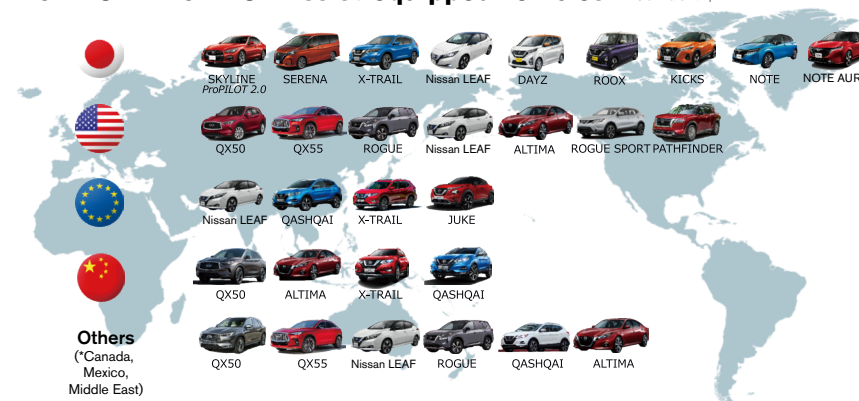 SKYLINE SERENA X-TRAIL Nissan LEAF DAYZ ROOX KICKS NOTE NOTE AUR
ProPILOT 2.0
QX50 QX55 ROGUE Nissan LEAF ALTIMA ROGUE SPORT PATHFINDER
Nissan LEAF QASHQAI X-TRAIL JUKE
QX50 ALTIMA X-TRAIL QASHQAI
Others
(*Canada,
Mexico,
Middle East)
QX50 QX55 Nissan LEAF ROGUE QASHQAI ALTIMA